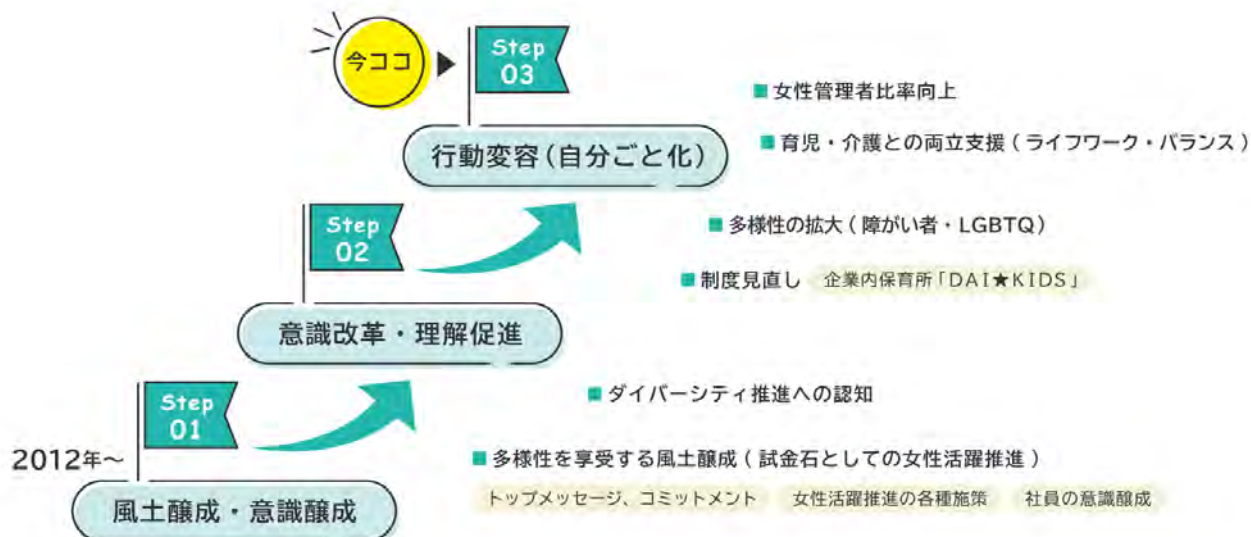 今ココ
Step
03
行動変容(自分ごと化)
■ 女性管理者比率向上
■ 育児・介護との両立支援(ライフワーク・バランス)
Step
02
意識改革・理解促進
■ 多様性の拡大(障がい者・LGBTQ)
■ 制度見直し 企業内保育所「DAI★KIDS」
2012年～
Step
01
風土醸成・意識醸成
■ ダイバーシティ推進への認知
■ 多様性を享受する風土醸成(試金石としての女性活躍推進)
トップメッセージ、コミットメント 女性活躍推進の各種施策 社員の意識醸成